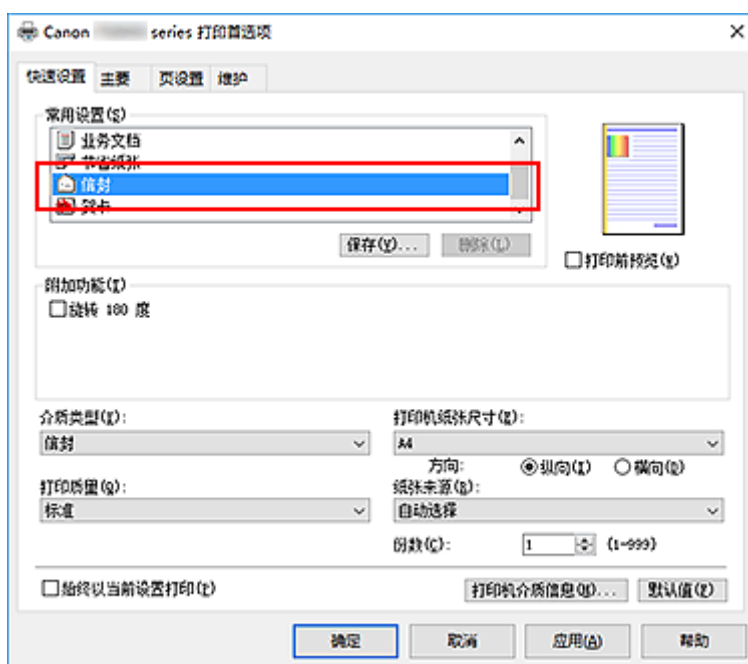 Canon series 打印首选项
快速设置 主要 页设置 维护
常用设置(S)
业务文档
节省纸张
信封
贺卡
保存(V)... 删除(L)
打印前预览(W)
附加功能(I)
旋转 180 度
介质类型(Y):
信封
打印机纸张尺寸(Z):
A4
方向: 纵向(I) 横向(D)
打印质量(Q):
标准
纸张来源(B):
自动选择
份数(C): 1 (1-999)
始终以当前设置打印(P)
打印机介质信息(M)... 默认值(Z)
确定 取消 应用(A) 帮助